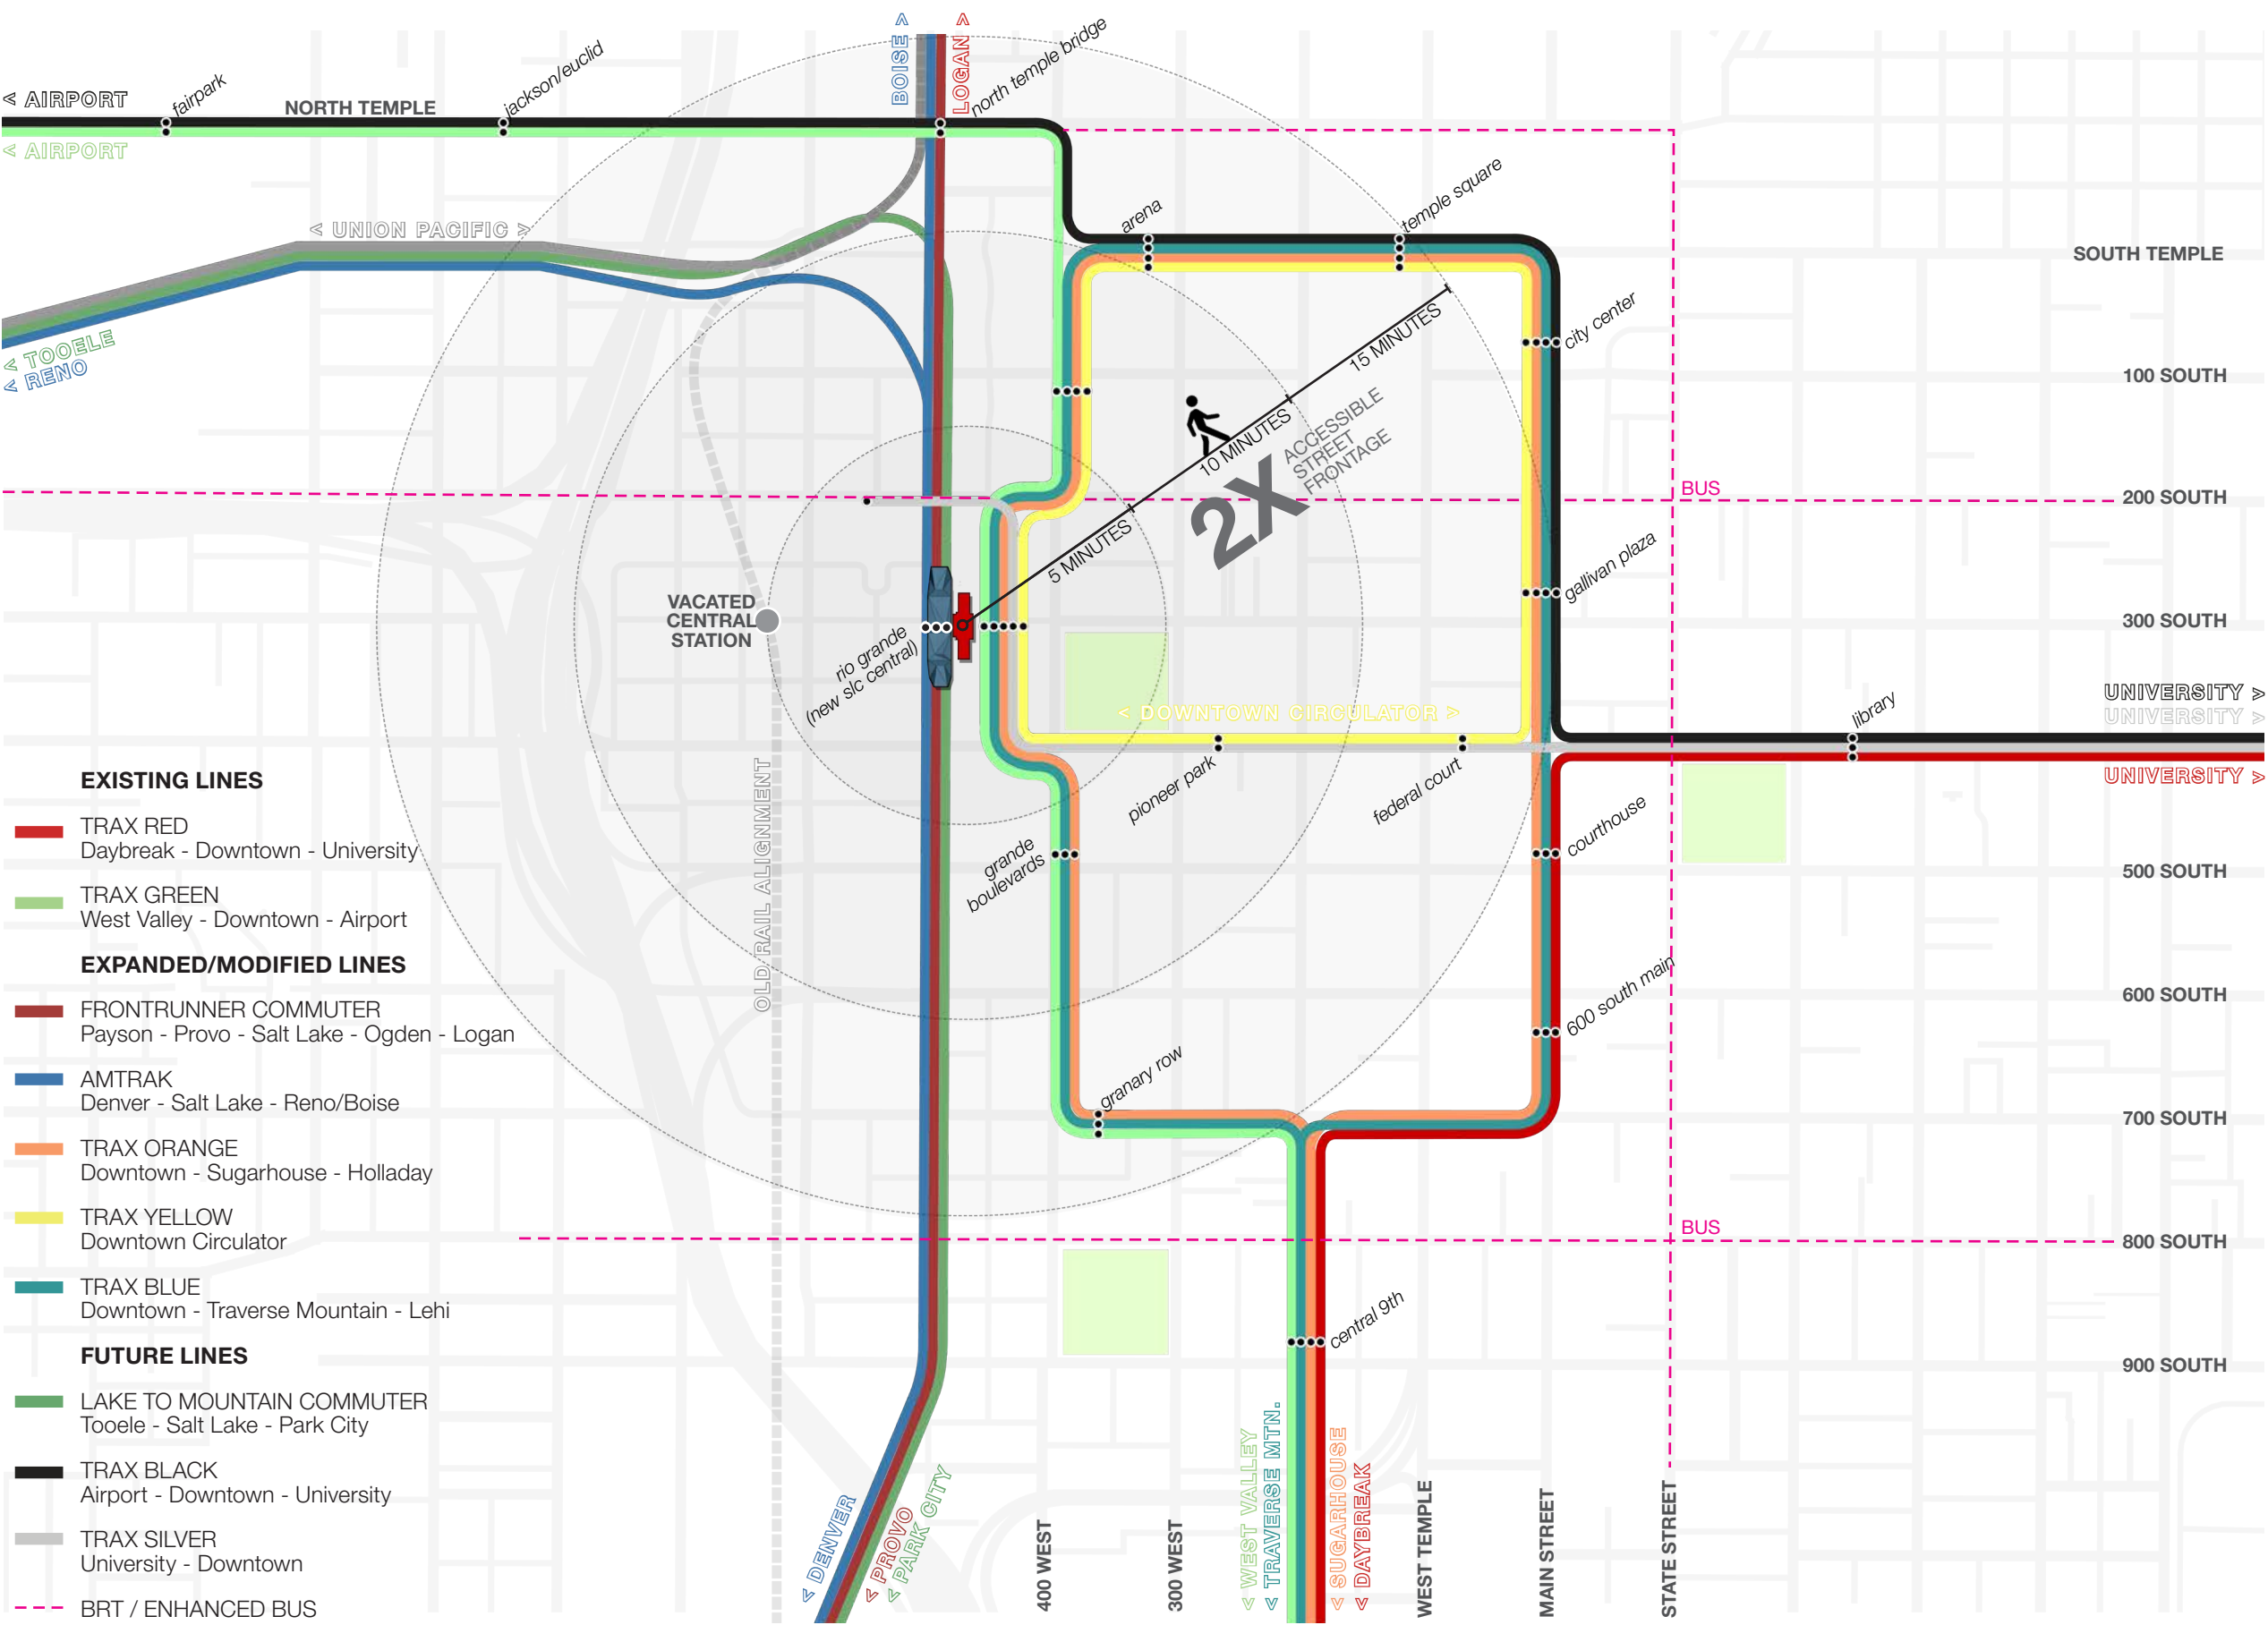 BOISE >
LOGAN >
north temple bridge
< AIRPORT
fairpark
NORTH TEMPLE
jackson/euclid
< AIRPORT
< UNION PACIFIC >
arena
temple square
SOUTH TEMPLE
< TOOELE
< RENO
city center
15 MINUTES
100 SOUTH
10 MINUTES
2X
ACCESSIBLE
STREET
FRONTAGE
BUS
200 SOUTH
5 MINUTES
gallivan plaza
VACATED
CENTRAL
STATION
300 SOUTH
rio grande
(new slc central)
< DOWNTOWN CIRCULATOR >
library
UNIVERSITY >
UNIVERSITY >
UNIVERSITY >
pioneer park
federal court
courthouse
OLD RAIL ALIGNMENT
grande
boulevards
500 SOUTH
600 south main
600 SOUTH
granary row
700 SOUTH
BUS
800 SOUTH
central 9th
900 SOUTH
< DENVER
< PROVO
< PARK CITY
400 WEST
300 WEST
< WEST VALLEY
< TRAVERSE MTN.
< SUGARHOUSE
< DAYBREAK
WEST TEMPLE
MAIN STREET
STATE STREET
EXISTING LINES
TRAX RED
Daybreak - Downtown - University
TRAX GREEN
West Valley - Downtown - Airport
EXPANDED/MODIFIED LINES
FRONTRUNNER COMMUTER
Payson - Provo - Salt Lake - Ogden - Logan
AMTRAK
Denver - Salt Lake - Reno/Boise
TRAX ORANGE
Downtown - Sugarhouse - Holladay
TRAX YELLOW
Downtown Circulator
TRAX BLUE
Downtown - Traverse Mountain - Lehi
FUTURE LINES
LAKE TO MOUNTAIN COMMUTER
Tooele - Salt Lake - Park City
TRAX BLACK
Airport - Downtown - University
TRAX SILVER
University - Downtown
BRT / ENHANCED BUS